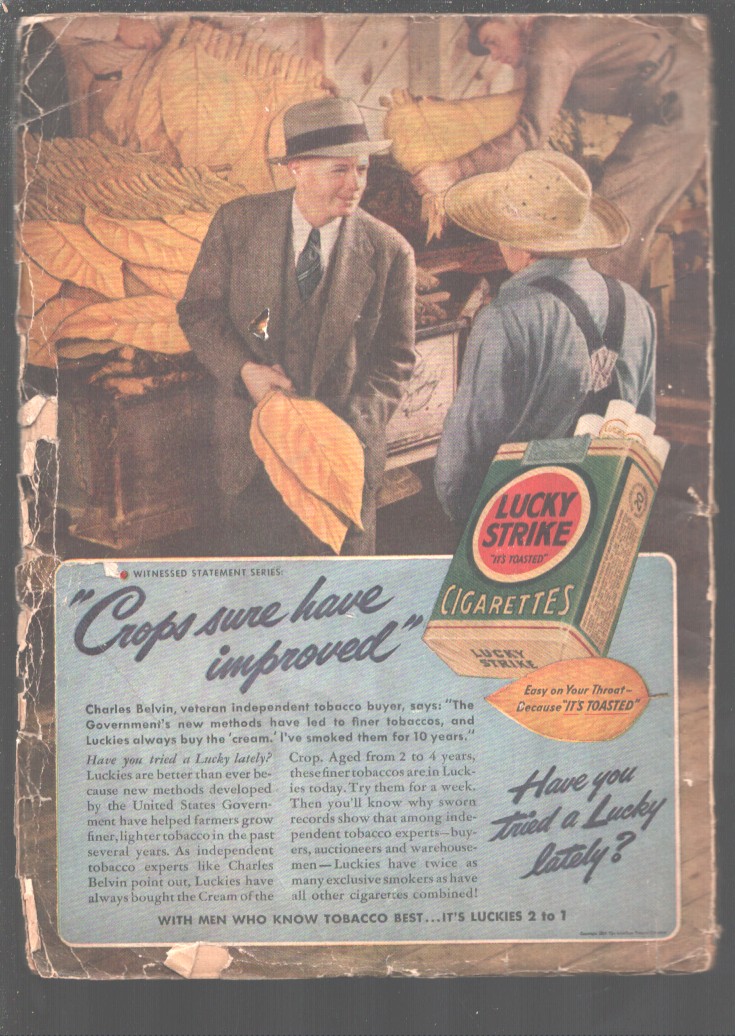 LUCKY
STRIKE
"IT'S TOASTED"
CIGARETTES
LUCKY
STRIKE
WITNESSED STATEMENT SERIES:
"Crops sure have
improved"
Easy on Your Throat—
Because "IT'S TOASTED"
Charles Belvin, veteran independent tobacco buyer, says: "The
Government's new methods have led to finer tobaccos, and
Luckies always buy the 'cream.' I've smoked them for 10 years."
Have you tried a Lucky lately?
Luckies are better than ever be-
cause new methods developed
by the United States Govern-
ment have helped farmers grow
finer, lighter tobacco in the past
several years. As independent
tobacco experts like Charles
Belvin point out, Luckies have
always bought the Cream of the
Crop. Aged from 2 to 4 years,
these finer tobaccos are in Luck-
ies today. Try them for a week.
Then you'll know why sworn
records show that among inde-
pendent tobacco experts—buy-
ers, auctioneers and warehouse-
men—Luckies have twice as
many exclusive smokers as have
all other cigarettes combined!
Have you
tried a Lucky
lately?
WITH MEN WHO KNOW TOBACCO BEST...IT'S LUCKIES 2 to 1